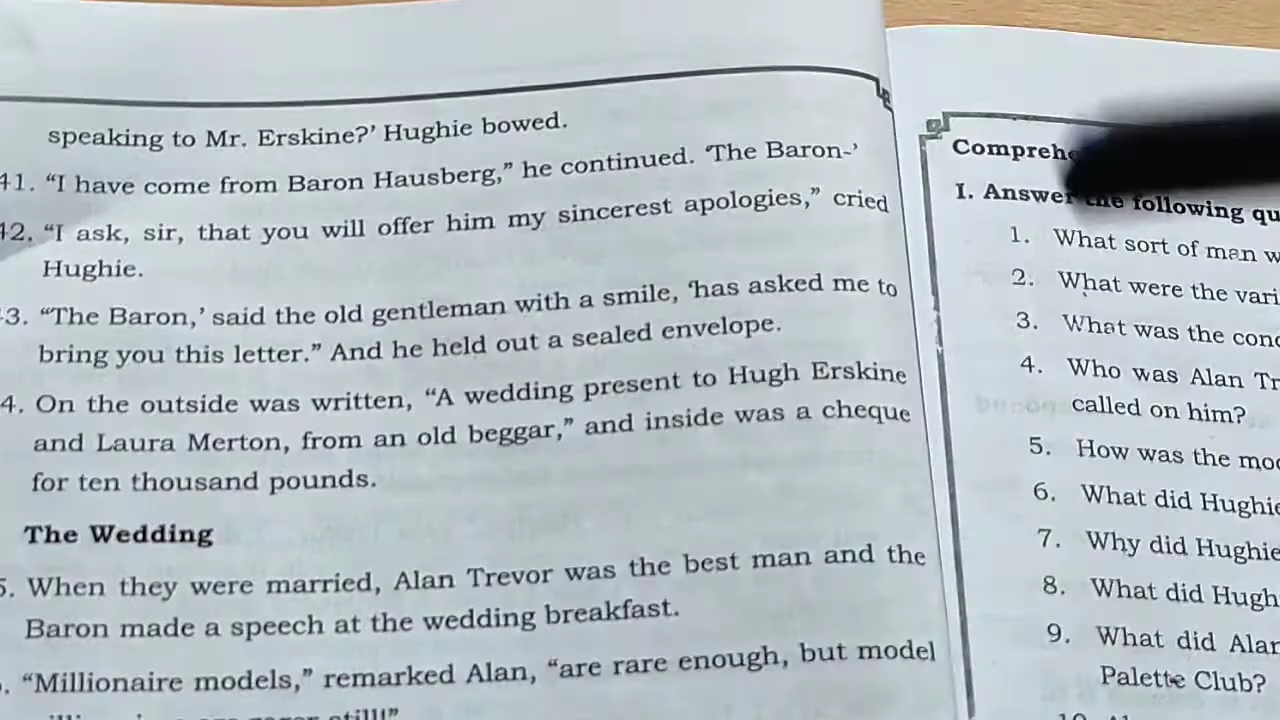 speaking to Mr. Erskine?’ Hughie bowed.
41. “I have come from Baron Hausberg,” he continued. ‘The Baron-’
42. “I ask, sir, that you will offer him my sincerest apologies,” cried
Hughie.
3. “The Baron,’ said the old gentleman with a smile, ‘has asked me to
bring you this letter.” And he held out a sealed envelope.
4. On the outside was written, “A wedding present to Hugh Erskine
and Laura Merton, from an old beggar,” and inside was a cheque
for ten thousand pounds.
The Wedding
5. When they were married, Alan Trevor was the best man and the
Baron made a speech at the wedding breakfast.
“Millionaire models,” remarked Alan, “are rare enough, but model
still!”
Comprehe
I. Answer the following qu
1. What sort of man w
2. What were the vari
3. What was the cond
4. Who was Alan Tr
called on him?
5. How was the mod
6. What did Hughie
7. Why did Hughie
8. What did Hugh
9. What did Alan
Palette Club?